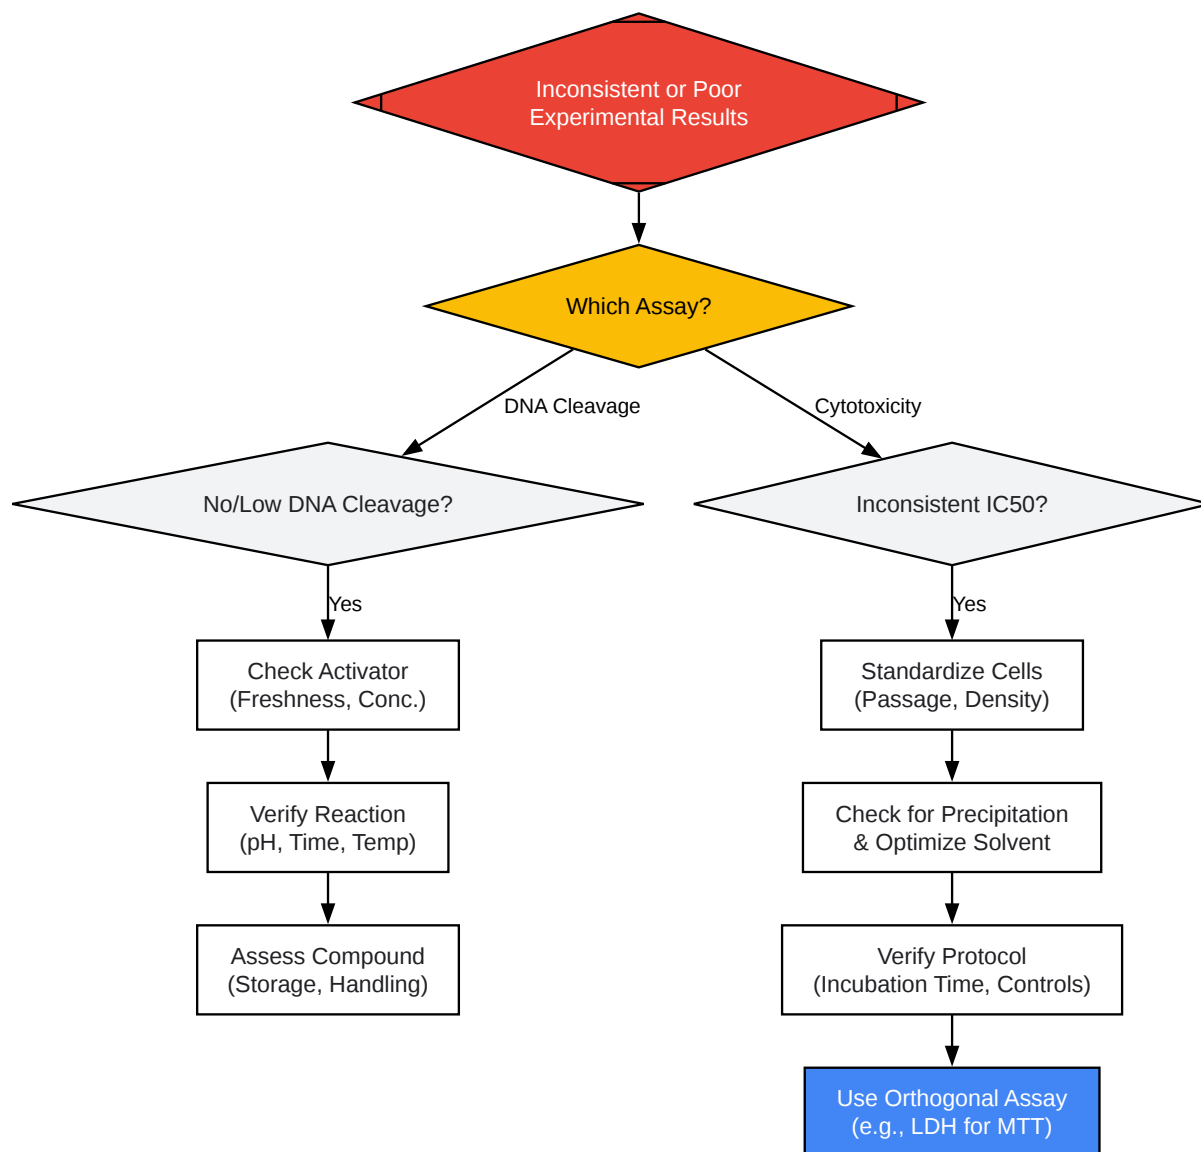 Inconsistent or Poor
Experimental Results
Which Assay?
DNA Cleavage
Cytotoxicity
No/Low DNA Cleavage?
Inconsistent IC50?
Yes
Yes
Check Activator
(Freshness, Conc.)
Standardize Cells
(Passage, Density)
Verify Reaction
(pH, Time, Temp)
Check for Precipitation
& Optimize Solvent
Assess Compound
(Storage, Handling)
Verify Protocol
(Incubation Time, Controls)
Use Orthogonal Assay
(e.g., LDH for MTT)